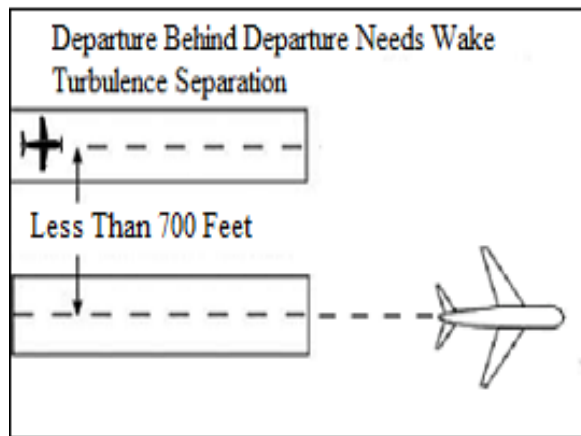 Departure Behind Departure Needs Wake
Turbulence Separation
Less Than 700 Feet